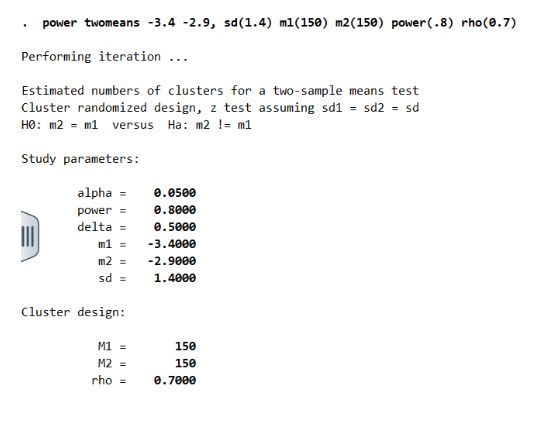 . power twomeans -3.4 -2.9, sd(1.4) m1(150) m2(150) power(.8) rho(0.7)
Performing iteration ...
Estimated numbers of clusters for a two-sample means test
Cluster randomized design, z test assuming sd1 = sd2 = sd
H0: m2 = m1 versus Ha: m2 != m1
Study parameters:
alpha = 0.0500
power = 0.8000
delta = 0.5000
m1 = -3.4000
m2 = -2.9000
sd = 1.4000
Cluster design:
M1 = 150
M2 = 150
rho = 0.7000